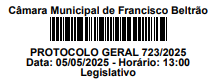 Câmara Municipal de Francisco Beltrão
PROTOCOLO GERAL 723/2025
Data: 05/05/2025 - Horário: 13:00
Legislativo